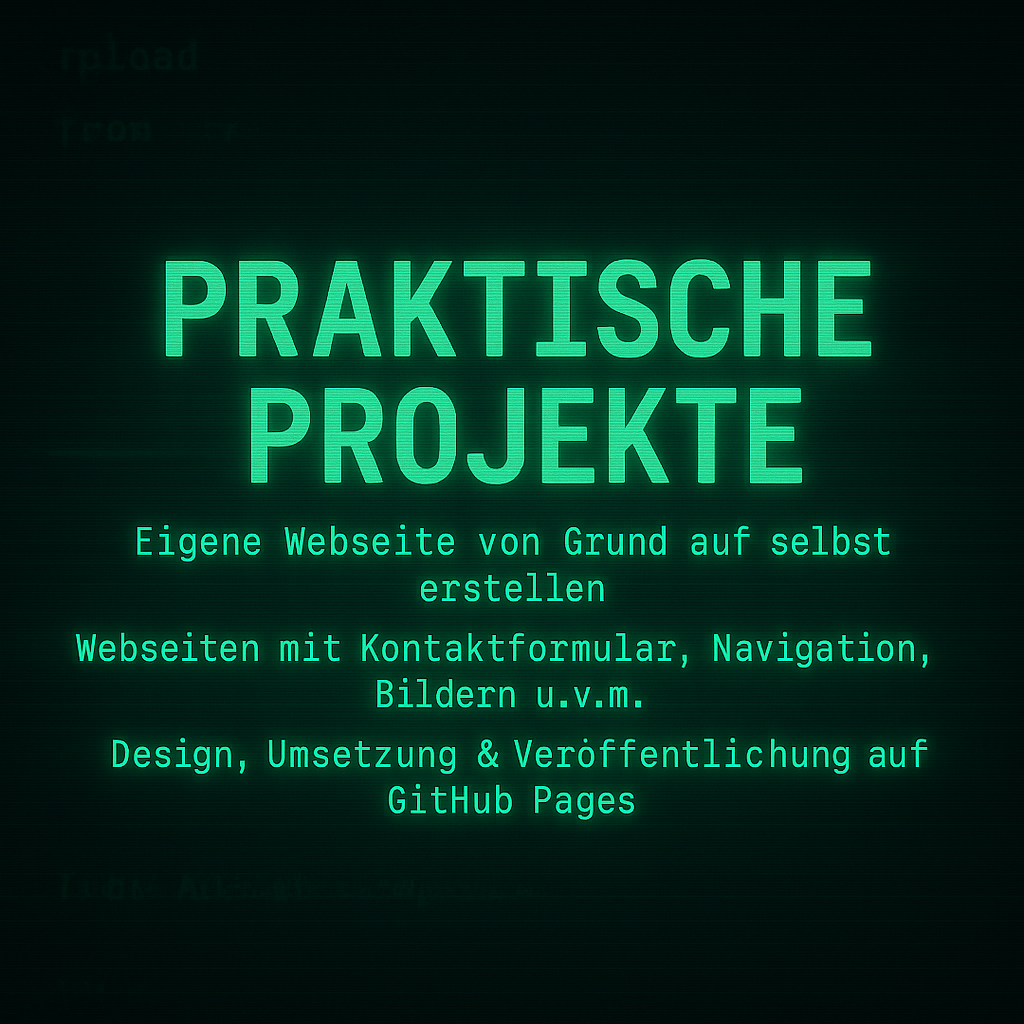 PRAKTISCHE
PROJEKTE
Eigene Webseite von Grund auf selbst
erstellen
Webseiten mit Kontaktformular, Navigation,
Bildern u.v.m.
Design, Umsetzung & Verȯffentlichung auf
GitHub Pages